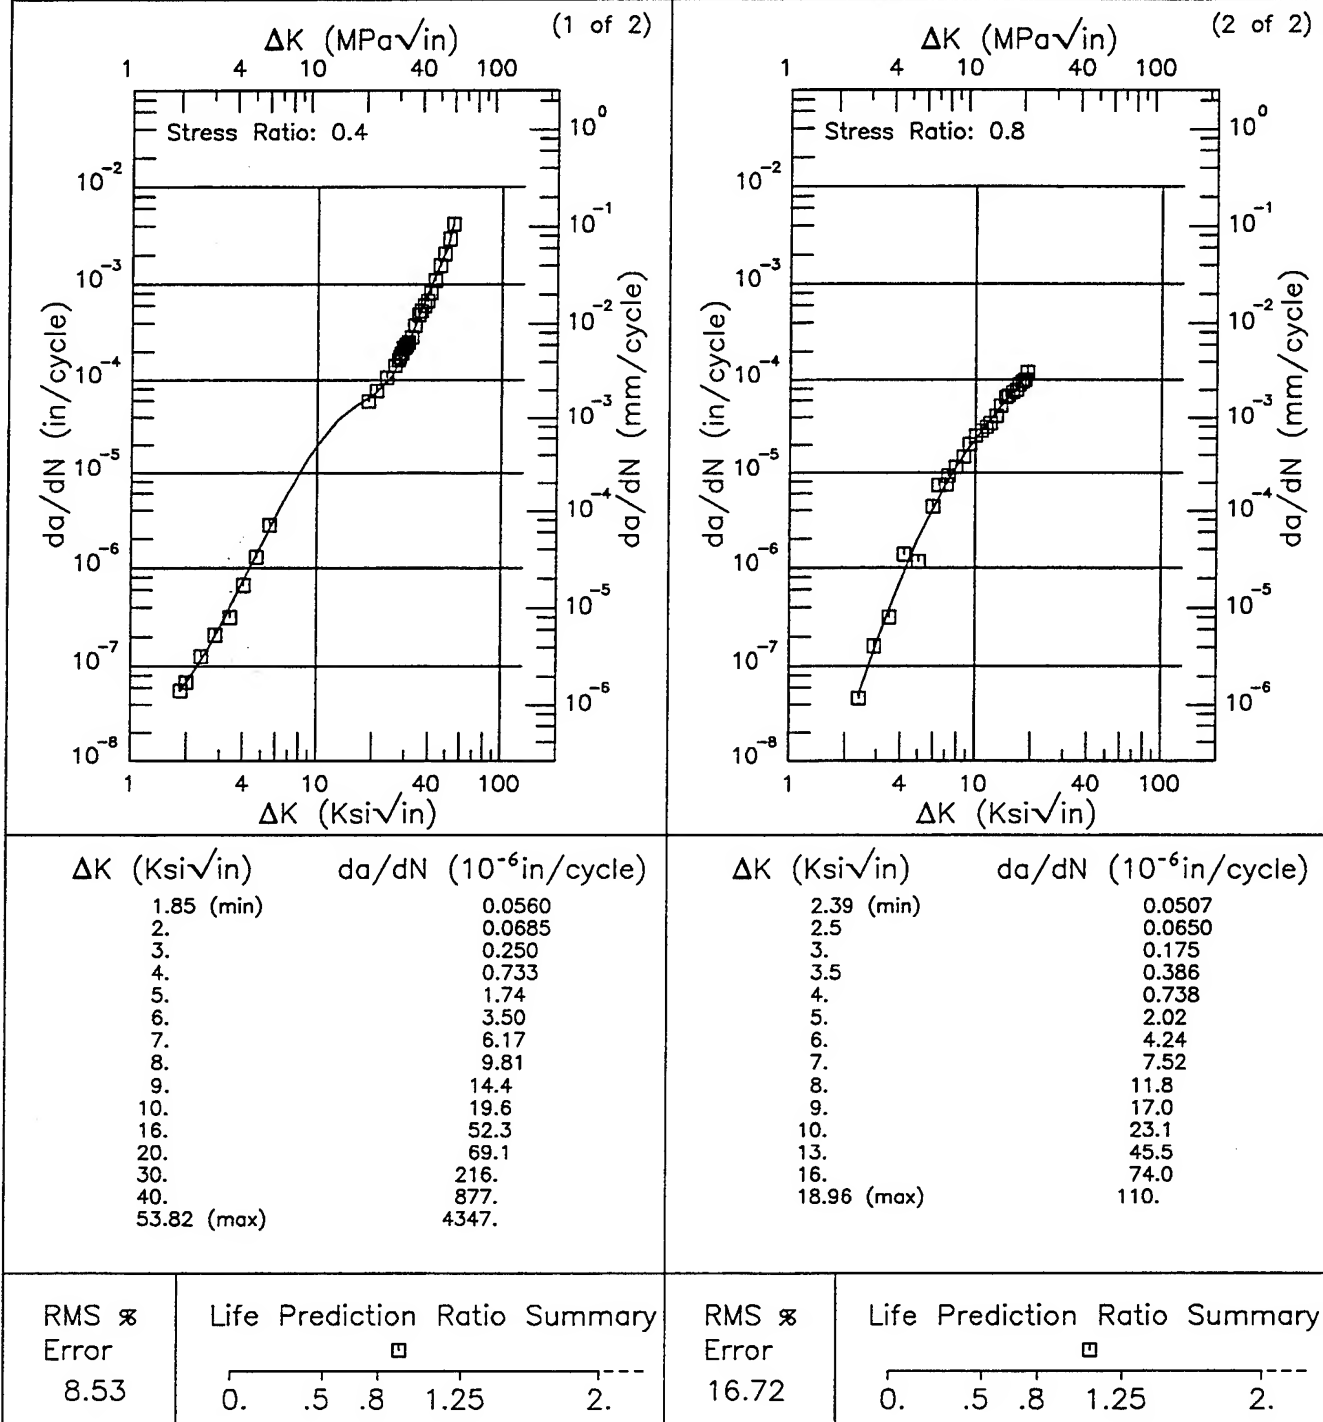 (1 of 2)
ΔK (MPa√in)
1 4 10 40 100
Stress Ratio: 0.4
10⁰
10⁻²
10⁻¹
10⁻³
10⁻²
10⁻⁴
10⁻³
10⁻⁵
10⁻⁴
10⁻⁶
10⁻⁵
10⁻⁷
10⁻⁶
10⁻⁸
da/dN (in/cycle)
da/dN (mm/cycle)
1 4 10 40 100
ΔK (Ksi√in)
(2 of 2)
ΔK (MPa√in)
1 4 10 40 100
Stress Ratio: 0.8
10⁰
10⁻²
10⁻¹
10⁻³
10⁻²
10⁻⁴
10⁻³
10⁻⁵
10⁻⁴
10⁻⁶
10⁻⁵
10⁻⁷
10⁻⁶
10⁻⁸
da/dN (in/cycle)
da/dN (mm/cycle)
1 4 10 40 100
ΔK (Ksi√in)
ΔK (Ksi√in) da/dN (10⁻⁶in/cycle)
1.85 (min) 0.0560
2. 0.0685
3. 0.250
4. 0.733
5. 1.74
6. 3.50
7. 6.17
8. 9.81
9. 14.4
10. 19.6
16. 52.3
20. 69.1
30. 216.
40. 877.
53.82 (max) 4347.
ΔK (Ksi√in) da/dN (10⁻⁶in/cycle)
2.39 (min) 0.0507
2.5 0.0650
3. 0.175
3.5 0.386
4. 0.738
5. 2.02
6. 4.24
7. 7.52
8. 11.8
9. 17.0
10. 23.1
13. 45.5
16. 74.0
18.96 (max) 110.
RMS %
Error
8.53
Life Prediction Ratio Summary
0. .5 .8 1.25 2.
RMS %
Error
16.72
Life Prediction Ratio Summary
0. .5 .8 1.25 2.